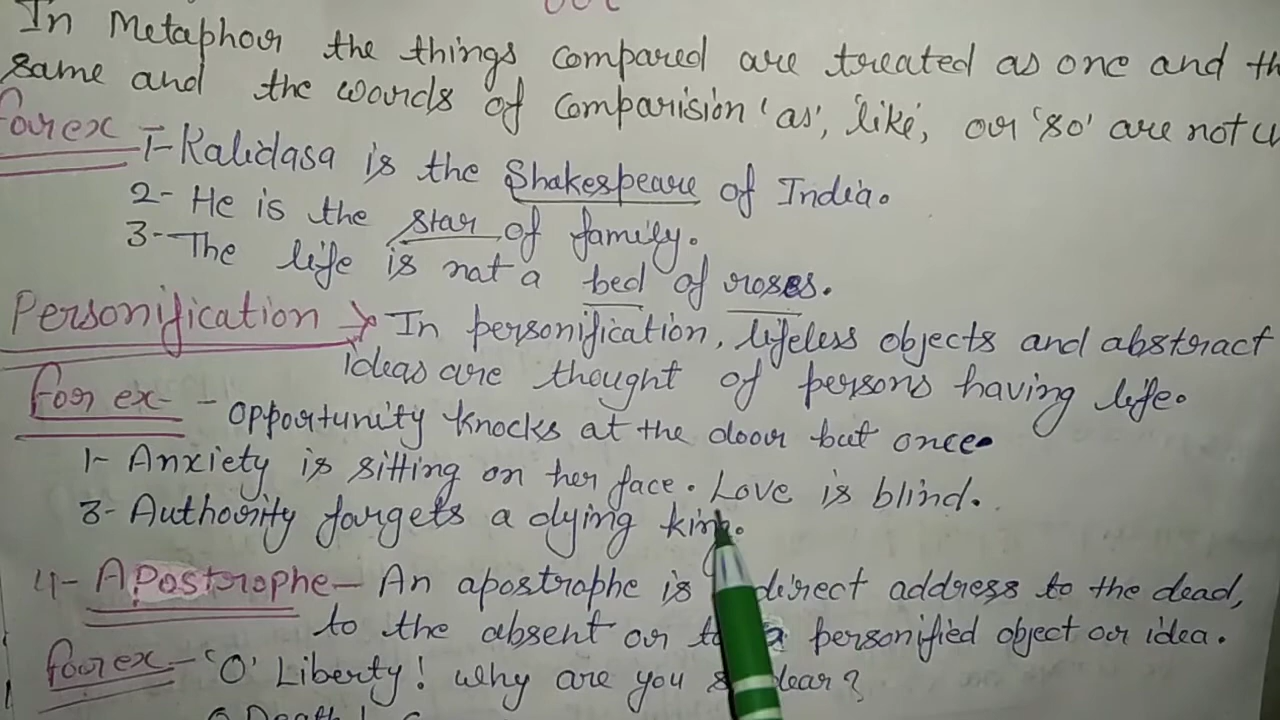 In Metaphour the things compared are treated as one and th
same and the words of comparision 'as', 'like', or 'so' are not u
for ex 1- Kalidasa is the Shakespeare of India.
2- He is the star of family.
3- The life is not a bed of roses.
Personification → In personification, lifeless objects and abstract
ideas are thought of persons having life.
For ex - opportunity knocks at the door but once.
1- Anxiety is sitting on her face. Love is blind.
3- Authority forgets a dying king.
4- Apostrophe - An apostrophe is direct address to the dead,
to the absent or to a personified object or idea.
for ex - 'O' Liberty! why are you dear?
O Death!